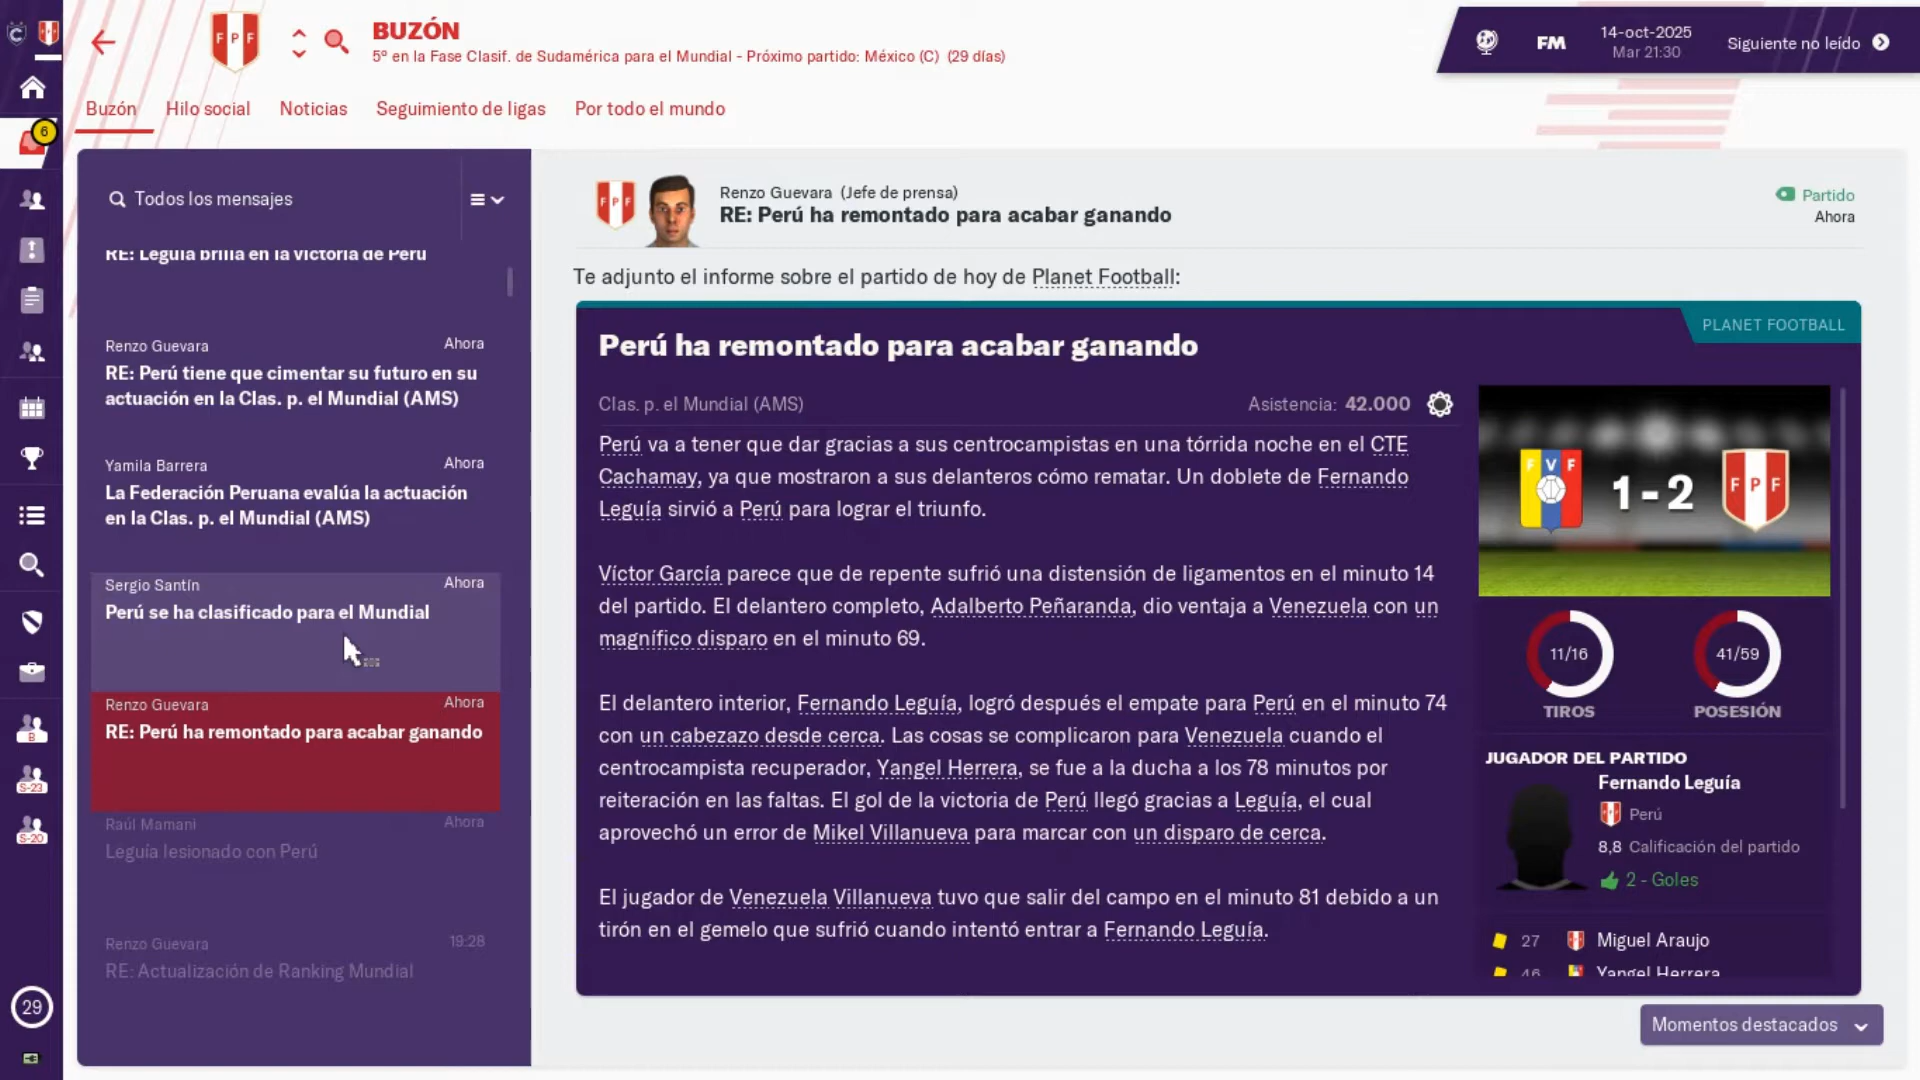 BUZÓN
5º en la Fase Clasif. de Sudamérica para el Mundial - Próximo partido: México (C) (29 días)
FM
14-oct-2025
Mar 21:30
Siguiente no leído
Buzón
Hilo social
Noticias
Seguimiento de ligas
Por todo el mundo
6
Todos los mensajes
RE: Leguía brilla en la victoria de Perú
Renzo Guevara
Ahora
RE: Perú tiene que cimentar su futuro en su
actuación en la Clas. p. el Mundial (AMS)
Yamila Barrera
Ahora
La Federación Peruana evalúa la actuación
en la Clas. p. el Mundial (AMS)
Sergio Santín
Ahora
Perú se ha clasificado para el Mundial
Renzo Guevara
Ahora
RE: Perú ha remontado para acabar ganando
Raúl Mamani
Ahora
Leguía lesionado con Perú
Renzo Guevara
19:28
RE: Actualización de Ranking Mundial
B
S-23
S-20
29
FPF
FPF
Renzo Guevara (Jefe de prensa)
RE: Perú ha remontado para acabar ganando
Partido
Ahora
Te adjunto el informe sobre el partido de hoy de Planet Football:
PLANET FOOTBALL
Perú ha remontado para acabar ganando
Clas. p. el Mundial (AMS)
Asistencia: 42.000
Perú va a tener que dar gracias a sus centrocampistas en una tórrida noche en el CTE
Cachamay, ya que mostraron a sus delanteros cómo rematar. Un doblete de Fernando
Leguía sirvió a Perú para lograr el triunfo.
Víctor García parece que de repente sufrió una distensión de ligamentos en el minuto 14
del partido. El delantero completo, Adalberto Peñaranda, dio ventaja a Venezuela con un
magnífico disparo en el minuto 69.
El delantero interior, Fernando Leguía, logró después el empate para Perú en el minuto 74
con un cabezazo desde cerca. Las cosas se complicaron para Venezuela cuando el
centrocampista recuperador, Yangel Herrera, se fue a la ducha a los 78 minutos por
reiteración en las faltas. El gol de la victoria de Perú llegó gracias a Leguía, el cual
aprovechó un error de Mikel Villanueva para marcar con un disparo de cerca.
El jugador de Venezuela Villanueva tuvo que salir del campo en el minuto 81 debido a un
tirón en el gemelo que sufrió cuando intentó entrar a Fernando Leguía.
FVF
1 - 2
FPF
11/16
TIROS
41/59
POSESIÓN
JUGADOR DEL PARTIDO
Fernando Leguía
Perú
8,8 Calificación del partido
2 - Goles
27
Miguel Araujo
46
Yangel Herrera
Momentos destacados